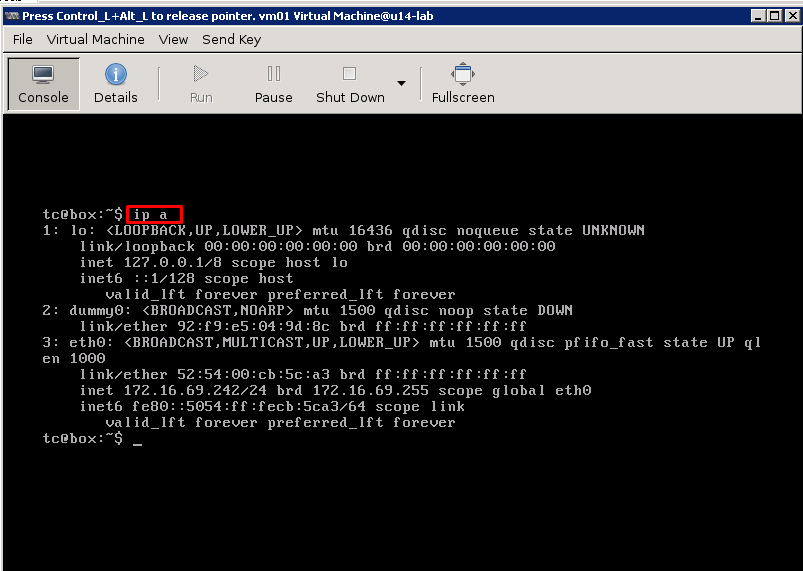 Press Control_L+Alt_L to release pointer. vm01 Virtual Machine@u14-lab
File Virtual Machine View Send Key
Console Details Run Pause Shut Down Fullscreen
tc@box:~$ ip a
1: lo: <LOOPBACK,UP,LOWER_UP> mtu 16436 qdisc noqueue state UNKNOWN
link/loopback 00:00:00:00:00:00 brd 00:00:00:00:00:00
inet 127.0.0.1/8 scope host lo
inet6 ::1/128 scope host
valid_lft forever preferred_lft forever
2: dummy0: <BROADCAST,NOARP> mtu 1500 qdisc noop state DOWN
link/ether 92:f9:e5:04:9d:8c brd ff:ff:ff:ff:ff:ff
3: eth0: <BROADCAST,MULTICAST,UP,LOWER_UP> mtu 1500 qdisc pfifo_fast state UP ql
en 1000
link/ether 52:54:00:cb:5c:a3 brd ff:ff:ff:ff:ff:ff
inet 172.16.69.242/24 brd 172.16.69.255 scope global eth0
inet6 fe80::5054:ff:fecb:5ca3/64 scope link
valid_lft forever preferred_lft forever
tc@box:~$ _